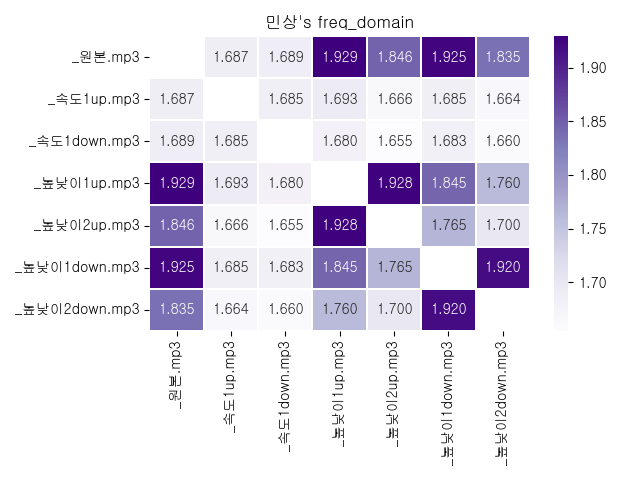 민상's freq_domain
_원본.mp3 1.687 1.689 1.929 1.846 1.925 1.835
_속도1up.mp3 1.687 1.685 1.693 1.666 1.685 1.664
_속도1down.mp3 1.689 1.685 1.680 1.655 1.683 1.660
_높낮이1up.mp3 1.929 1.693 1.680 1.928 1.845 1.760
_높낮이2up.mp3 1.846 1.666 1.655 1.928 1.765 1.700
_높낮이1down.mp3 1.925 1.685 1.683 1.845 1.765 1.920
_높낮이2down.mp3 1.835 1.664 1.660 1.760 1.700 1.920
_원본.mp3
_속도1up.mp3
_속도1down.mp3
_높낮이1up.mp3
_높낮이2up.mp3
_높낮이1down.mp3
_높낮이2down.mp3
1.90
1.85
1.80
1.75
1.70